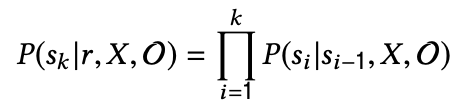 P(s_k|r, X, 𝒪) = ∏_{i=1}^{k} P(s_i|s_{i−1}, X, 𝒪)